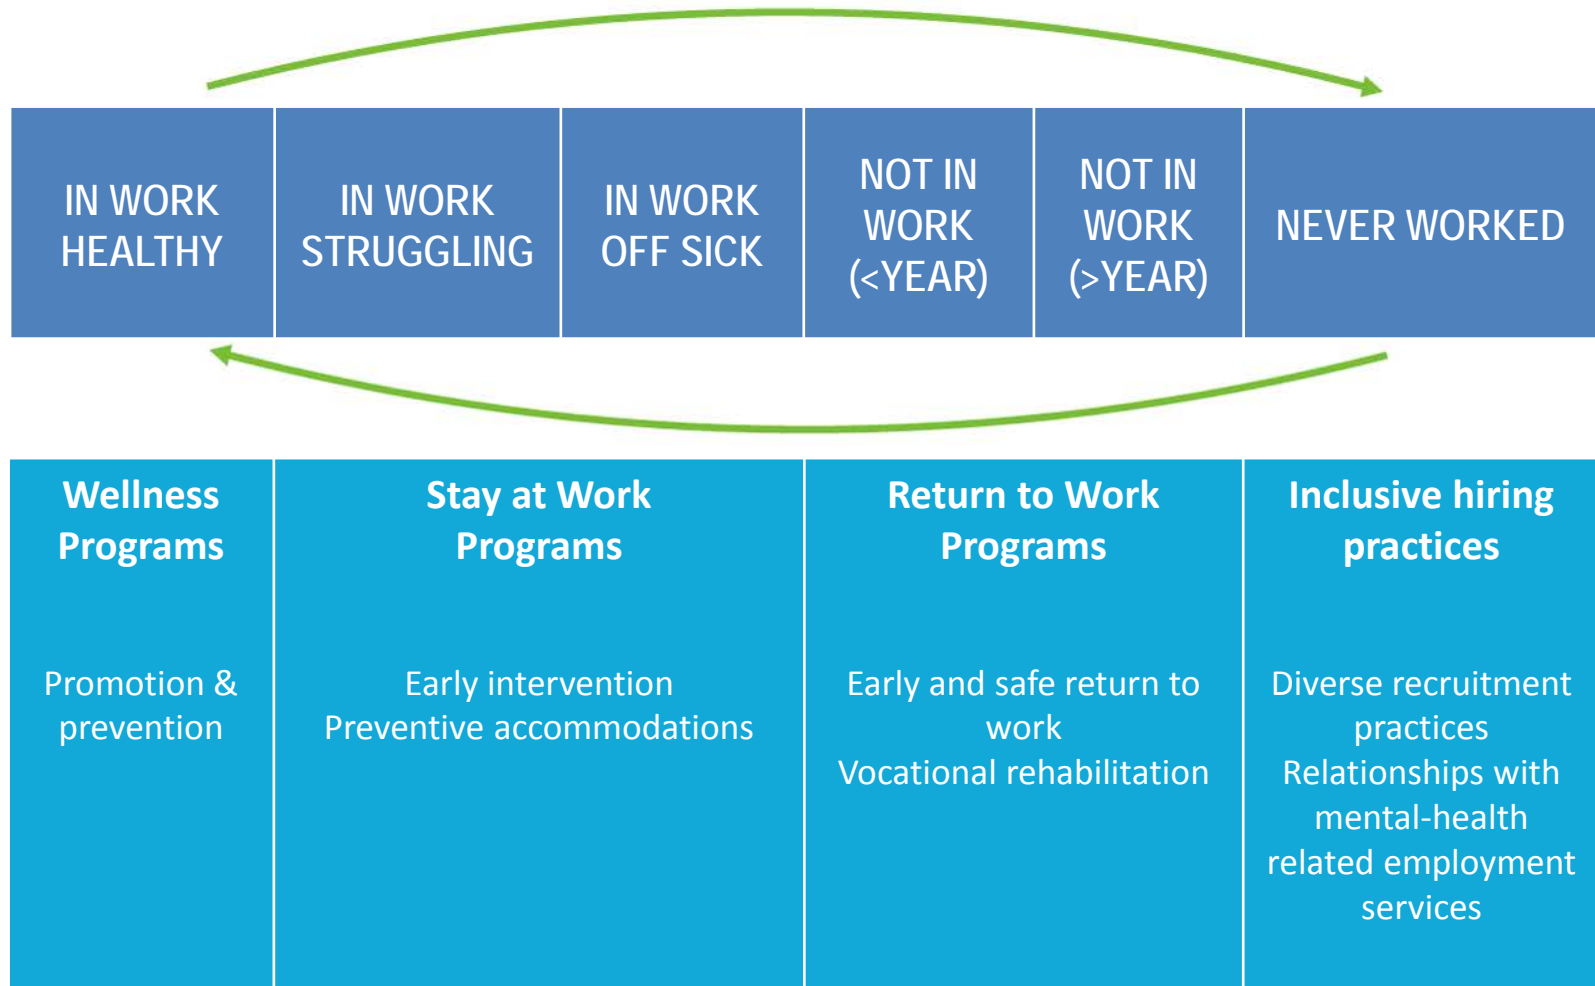 IN WORK
HEALTHY
IN WORK
STRUGGLING
IN WORK
OFF SICK
NOT IN
WORK
(<YEAR)
NOT IN
WORK
(>YEAR)
NEVER WORKED
Wellness
Programs
Promotion &
prevention
Stay at Work
Programs
Early intervention
Preventive accommodations
Return to Work
Programs
Early and safe return to
work
Vocational rehabilitation
Inclusive hiring
practices
Diverse recruitment
practices
Relationships with
mental-health
related employment
services